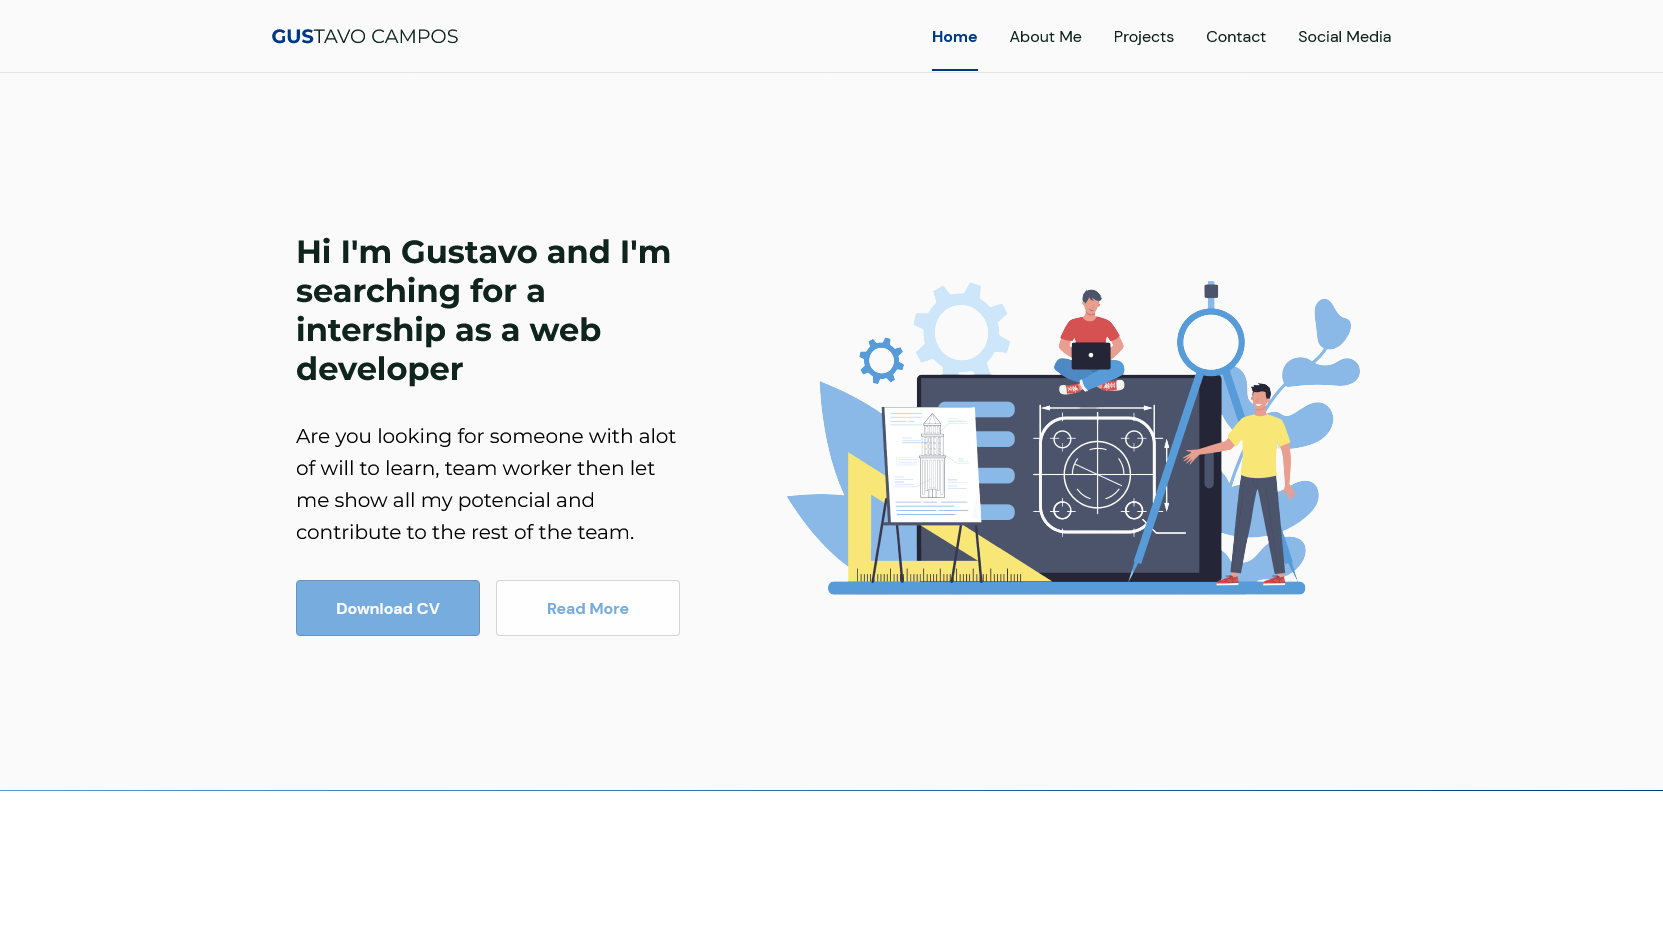 GUSTAVO CAMPOS
Home About Me Projects Contact Social Media
Hi I'm Gustavo and I'm
searching for a
intership as a web
developer
Are you looking for someone with alot
of will to learn, team worker then let
me show all my potencial and
contribute to the rest of the team.
Download CV Read More